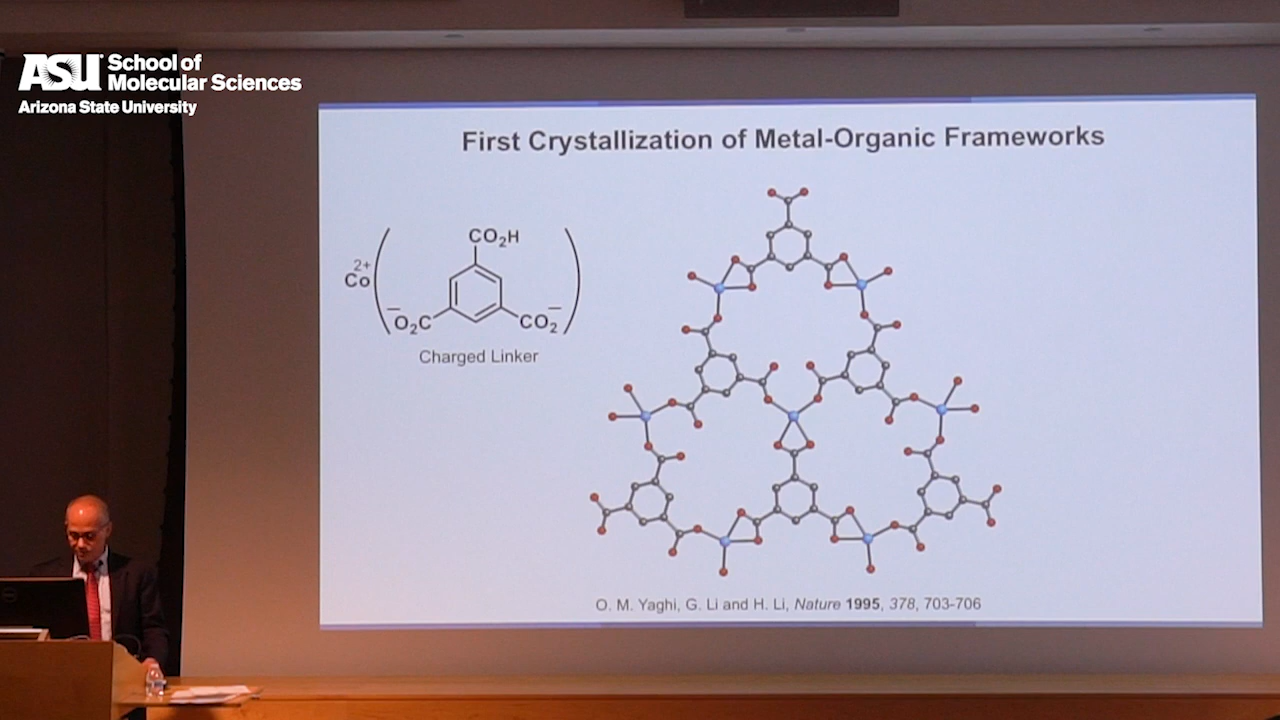 ASU School of
Molecular Sciences
Arizona State University
First Crystallization of Metal-Organic Frameworks
CO₂H
2+
Co
⁻O₂C
CO₂⁻
Charged Linker
O. M. Yaghi, G. Li and H. Li, Nature 1995, 378, 703-706
DELL